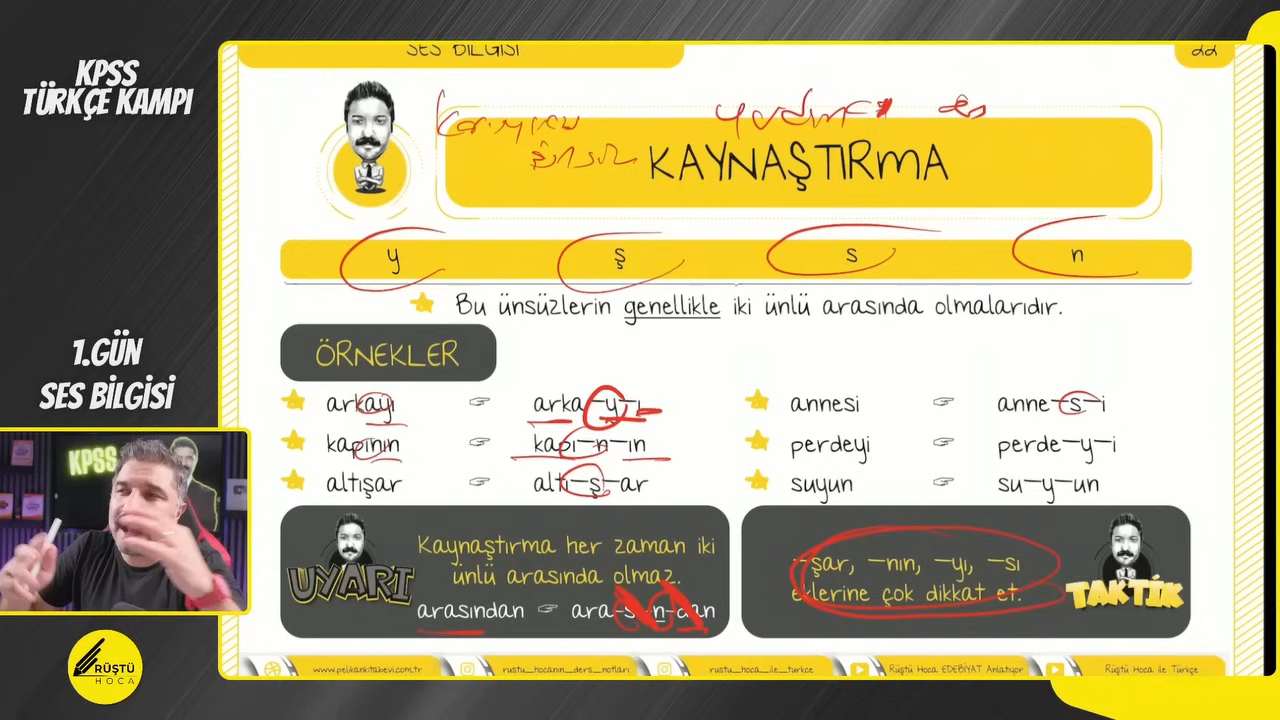 KPSS
TÜRKÇE KAMPI
1.GÜN
SES BİLGİSİ
SES BİLGİSİ
22
KAYNAŞTIRMA
y ş s n
Bu ünsüzlerin genellikle iki ünlü arasında olmalarıdır.
ÖRNEKLER
arkayı ☞ arka-y-ı
kapının ☞ kapı-n-ın
altışar ☞ altı-ş-ar
annesi ☞ anne-s-i
perdeyi ☞ perde-y-i
suyun ☞ su-y-un
UYARI
Kaynaştırma her zaman iki
ünlü arasında olmaz.
arasından ☞ ara-s-ı-n-dan
-şar, -nın, -yı, -sı
eklerine çok dikkat et.
TAKTİK
KPSS
RÜŞTÜ
HOCA
www.pelikankitabevi.com.tr
rustu_hocanın_ders_notları
rustu_hoca_ile_turkce
Rüştü Hoca EDEBİYAT Anlatıyor
Rüştü Hoca ile Türkçe